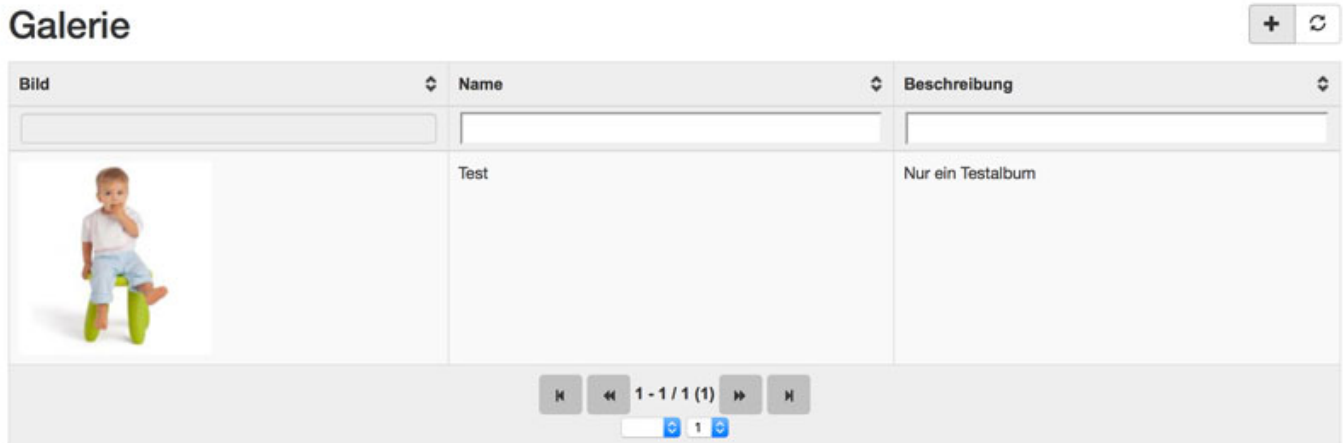 Galerie
Bild Name Beschreibung
Test Nur ein Testalbum
1 - 1 / 1 (1)
1